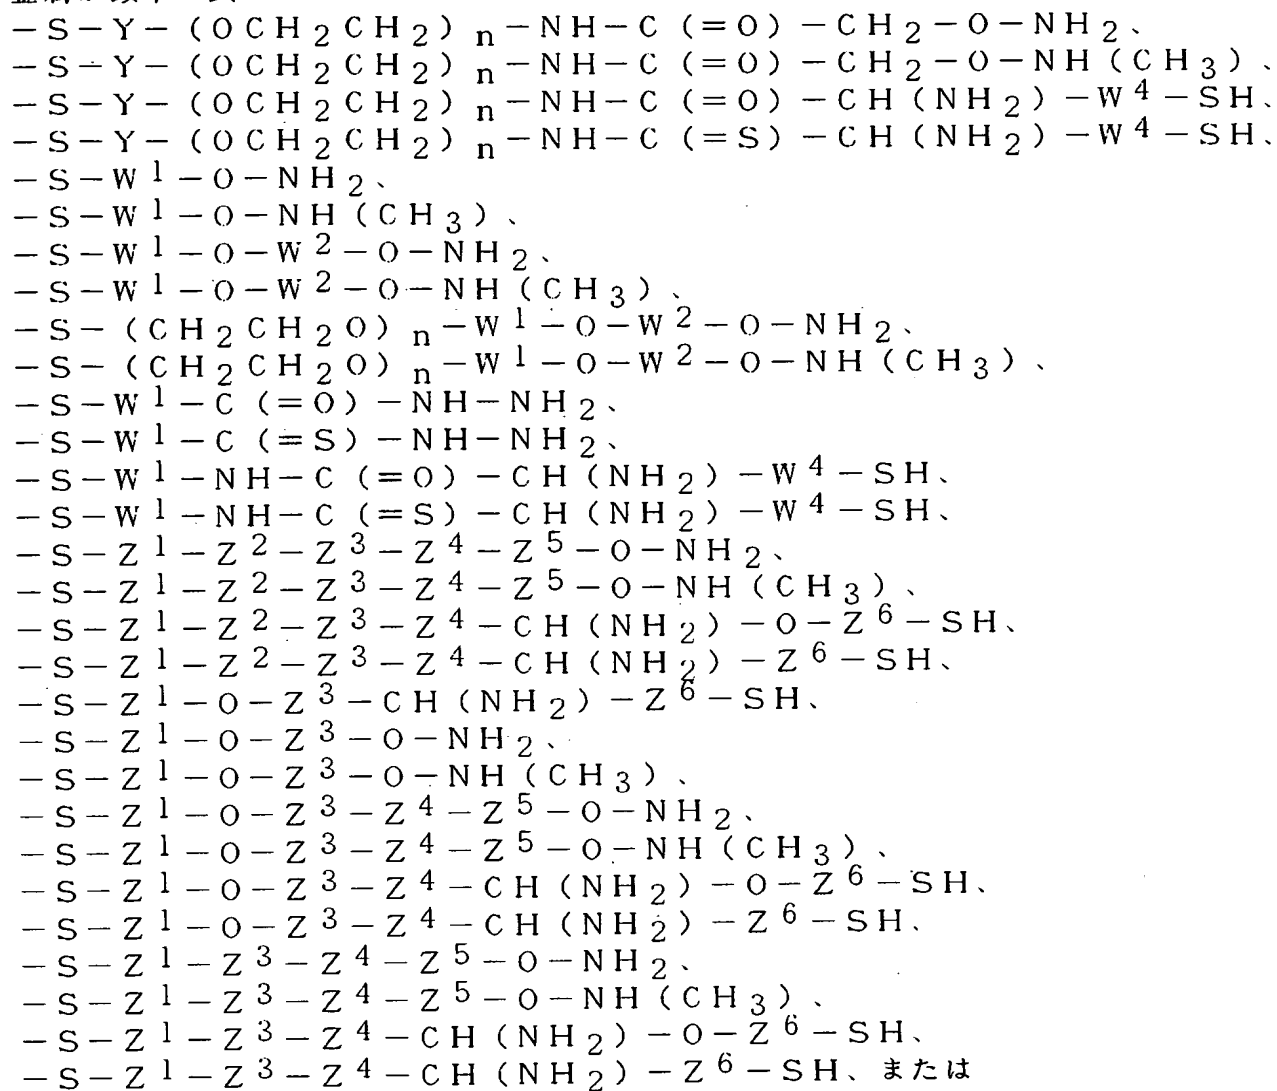 －S－Y－（OCH2CH2）n－NH－C（＝O）－CH2－O－NH2、
－S－Y－（OCH2CH2）n－NH－C（＝O）－CH2－O－NH（CH3）、
－S－Y－（OCH2CH2）n－NH－C（＝O）－CH（NH2）－W4－SH、
－S－Y－（OCH2CH2）n－NH－C（＝S）－CH（NH2）－W4－SH、
－S－W1－O－NH2、
－S－W1－O－NH（CH3）、
－S－W1－O－W2－O－NH2、
－S－W1－O－W2－O－NH（CH3）、
－S－（CH2CH2O）n－W1－O－W2－O－NH2、
－S－（CH2CH2O）n－W1－O－W2－O－NH（CH3）、
－S－W1－C（＝O）－NH－NH2、
－S－W1－C（＝S）－NH－NH2、
－S－W1－NH－C（＝O）－CH（NH2）－W4－SH、
－S－W1－NH－C（＝S）－CH（NH2）－W4－SH、
－S－Z1－Z2－Z3－Z4－Z5－O－NH2、
－S－Z1－Z2－Z3－Z4－Z5－O－NH（CH3）、
－S－Z1－Z2－Z3－Z4－CH（NH2）－O－Z6－SH、
－S－Z1－Z2－Z3－Z4－CH（NH2）－Z6－SH、
－S－Z1－O－Z3－CH（NH2）－Z6－SH、
－S－Z1－O－Z3－O－NH2、
－S－Z1－O－Z3－O－NH（CH3）、
－S－Z1－O－Z3－Z4－Z5－O－NH2、
－S－Z1－O－Z3－Z4－Z5－O－NH（CH3）、
－S－Z1－O－Z3－Z4－CH（NH2）－O－Z6－SH、
－S－Z1－O－Z3－Z4－CH（NH2）－Z6－SH、
－S－Z1－Z3－Z4－Z5－O－NH2、
－S－Z1－Z3－Z4－Z5－O－NH（CH3）、
－S－Z1－Z3－Z4－CH（NH2）－O－Z6－SH、
－S－Z1－Z3－Z4－CH（NH2）－Z6－SH、または